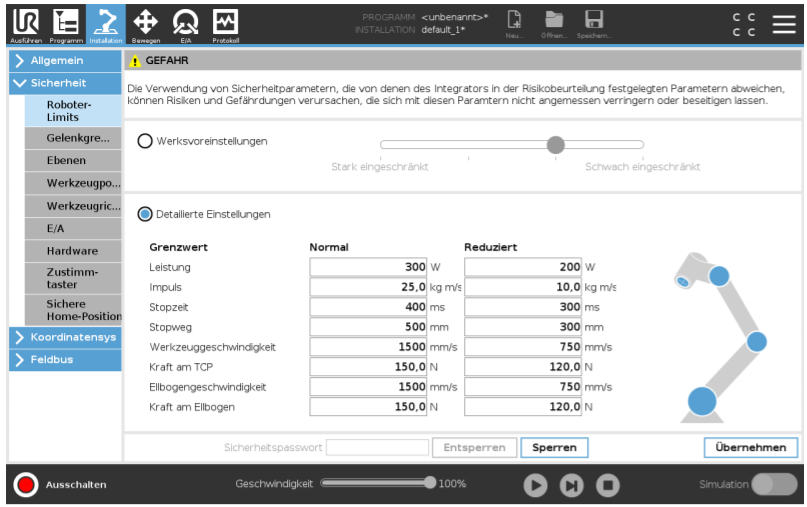 PROGRAMM <unbenannt>*
INSTALLATION default_1*
Ausführen Programm Installation Bewegen E/A Protokoll Neu... Öffnen... Speichern...
C C
C C
Allgemein
Sicherheit
Roboter-
Limits
Gelenkgre...
Ebenen
Werkzeugpo...
Werkzeugric...
E/A
Hardware
Zustimm-
taster
Sichere
Home-Position
Koordinatensys
Feldbus
GEFAHR
Die Verwendung von Sicherheitparametern, die von denen des Integrators in der Risikobeurteilung festgelegten Parametern abweichen,
können Risiken und Gefährdungen verursachen, die sich mit diesen Paramtern nicht angemessen verringern oder beseitigen lassen.
Werksvoreinstellungen
Stark eingeschränkt Schwach eingeschränkt
Detailierte Einstellungen
Grenzwert Normal Reduziert
Leistung 300 W 200 W
Impuls 25,0 kg m/s 10,0 kg m/s
Stopzeit 400 ms 300 ms
Stopweg 500 mm 300 mm
Werkzeuggeschwindigkeit 1500 mm/s 750 mm/s
Kraft am TCP 150,0 N 120,0 N
Ellbogengeschwindigkeit 1500 mm/s 750 mm/s
Kraft am Ellbogen 150,0 N 120,0 N
Sicherheitspasswort Entsperren Sperren Übernehmen
Ausschalten Geschwindigkeit 100% Simulation